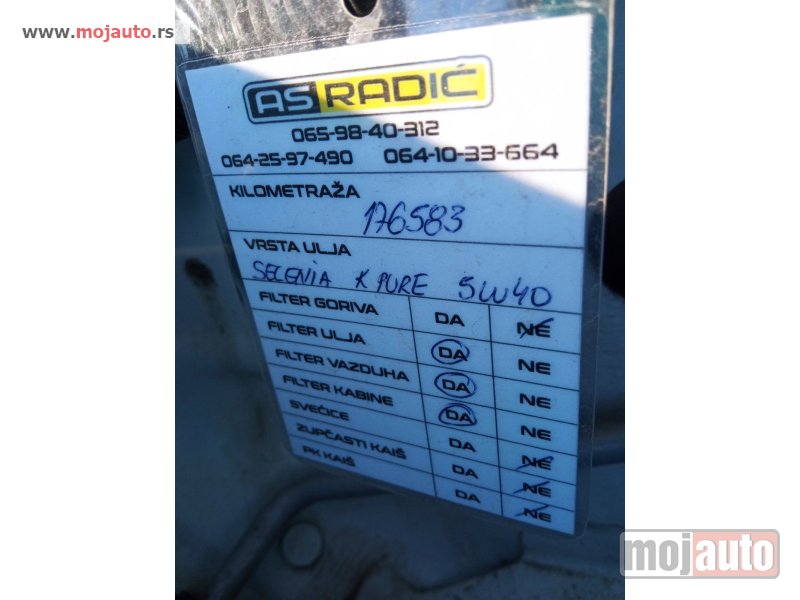 www.mojauto.rs
AS RADIĆ
065-98-40-312
064-25-97-490 064-10-33-664
KILOMETRAŽA
176583
VRSTA ULJA
SELENIA K PURE 5W40
FILTER GORIVA DA NE
FILTER ULJA DA NE
FILTER VAZDUHA DA NE
FILTER KABINE DA NE
SVEĆICE DA NE
ZUPČASTI KAIŠ DA NE
PK KAIŠ DA NE
mojauto